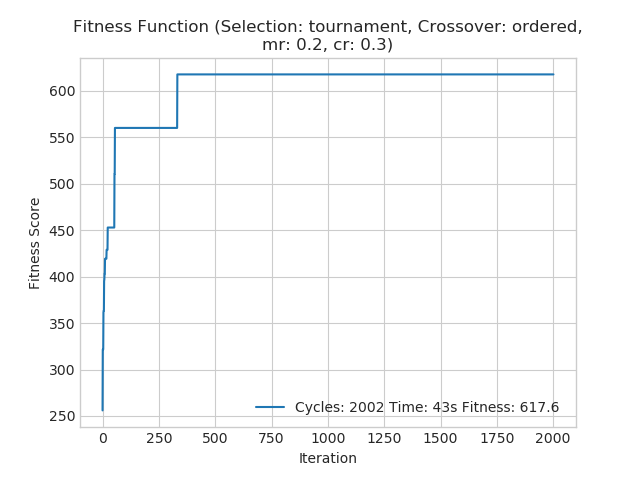 Fitness Function (Selection: tournament, Crossover: ordered,
mr: 0.2, cr: 0.3)
600
550
500
450
400
350
300
250
Fitness Score
Cycles: 2002 Time: 43s Fitness: 617.6
0 250 500 750 1000 1250 1500 1750 2000
Iteration